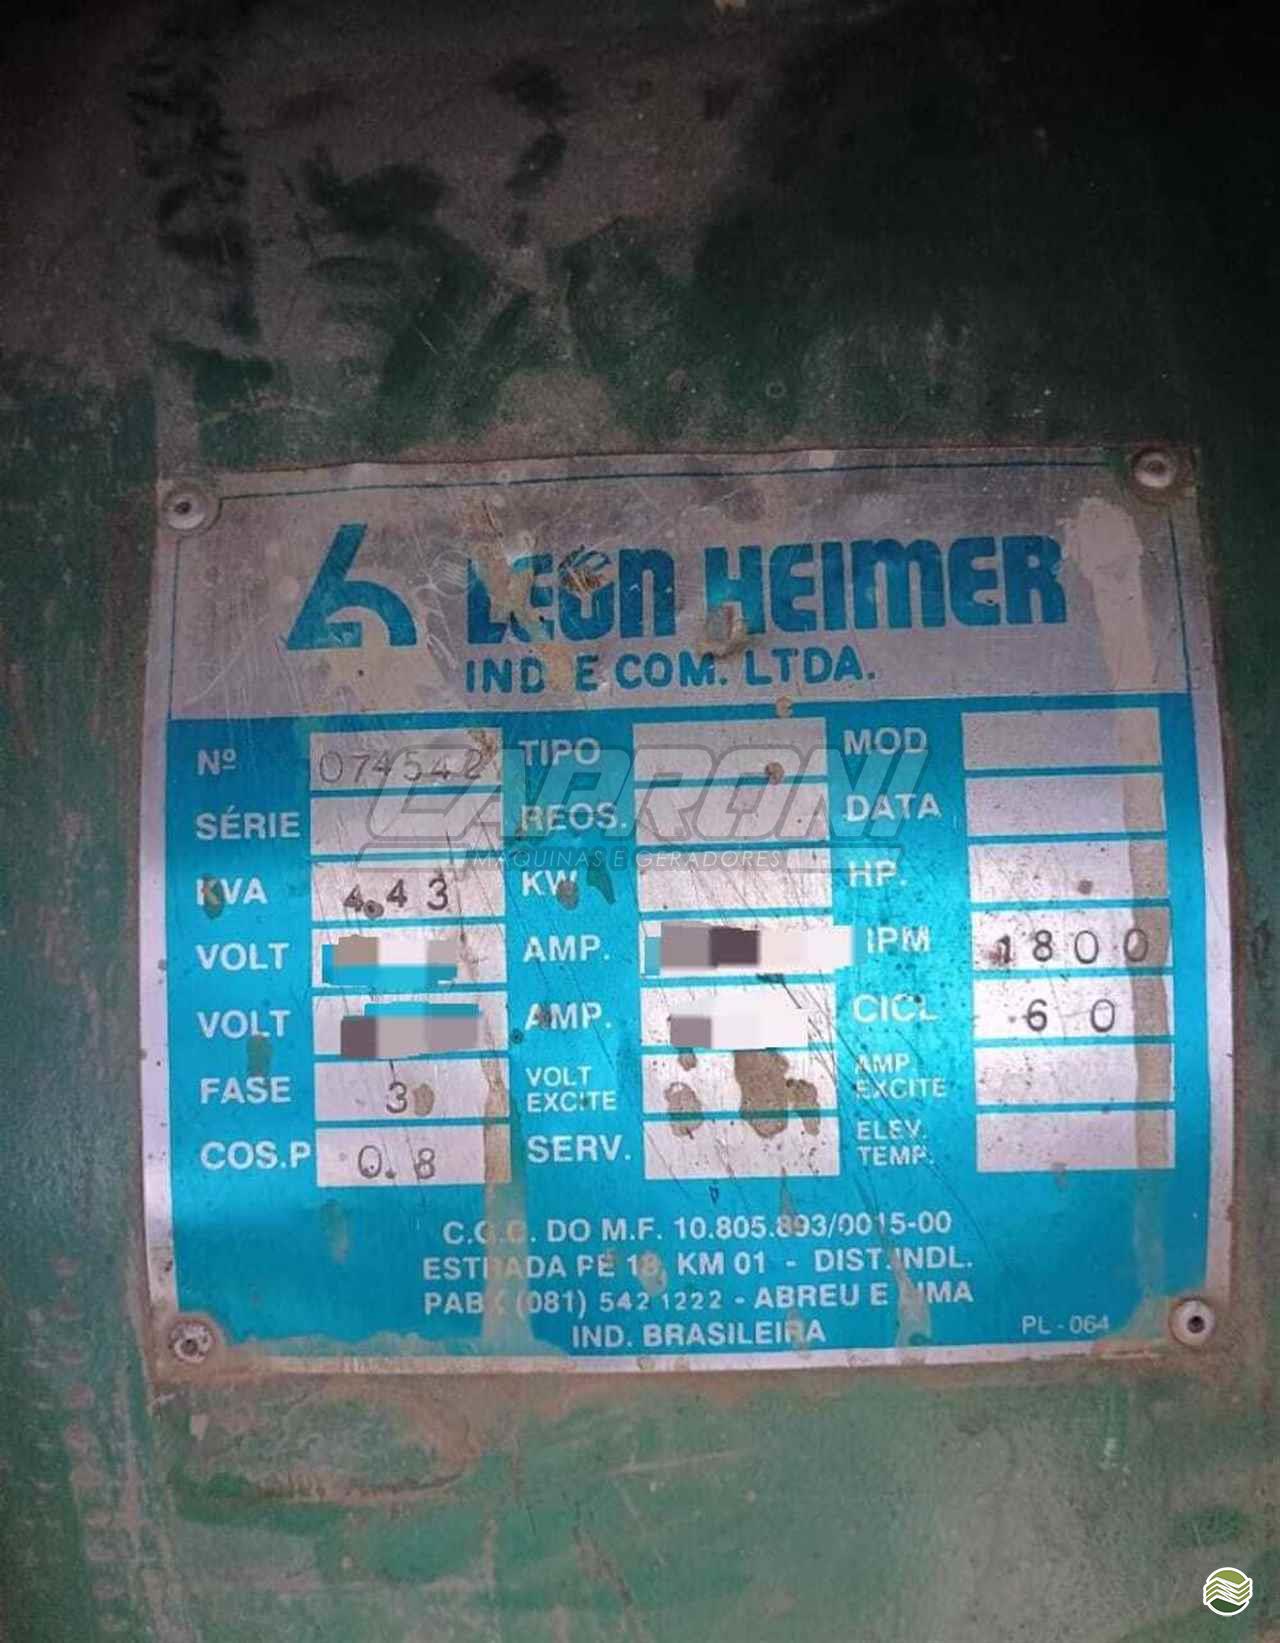 LEON HEIMER
IND E COM. LTDA.
Nº 074542 TIPO MOD
SÉRIE REOS. DATA
KVA 443 KW HP.
VOLT AMP. IPM 1800
VOLT AMP. CICL 60
FASE 3 VOLT EXCITE AMP. EXCITE
COS.P 0.8 SERV. ELEV. TEMP.
CAPRONI
MÁQUINAS E GERADORES
C.G.C. DO M.F. 10.805.893/0015-00
ESTRADA PE 18, KM 01 - DIST.INDL.
PABX (081) 542 1222 - ABREU E LIMA
IND. BRASILEIRA
PL - 064